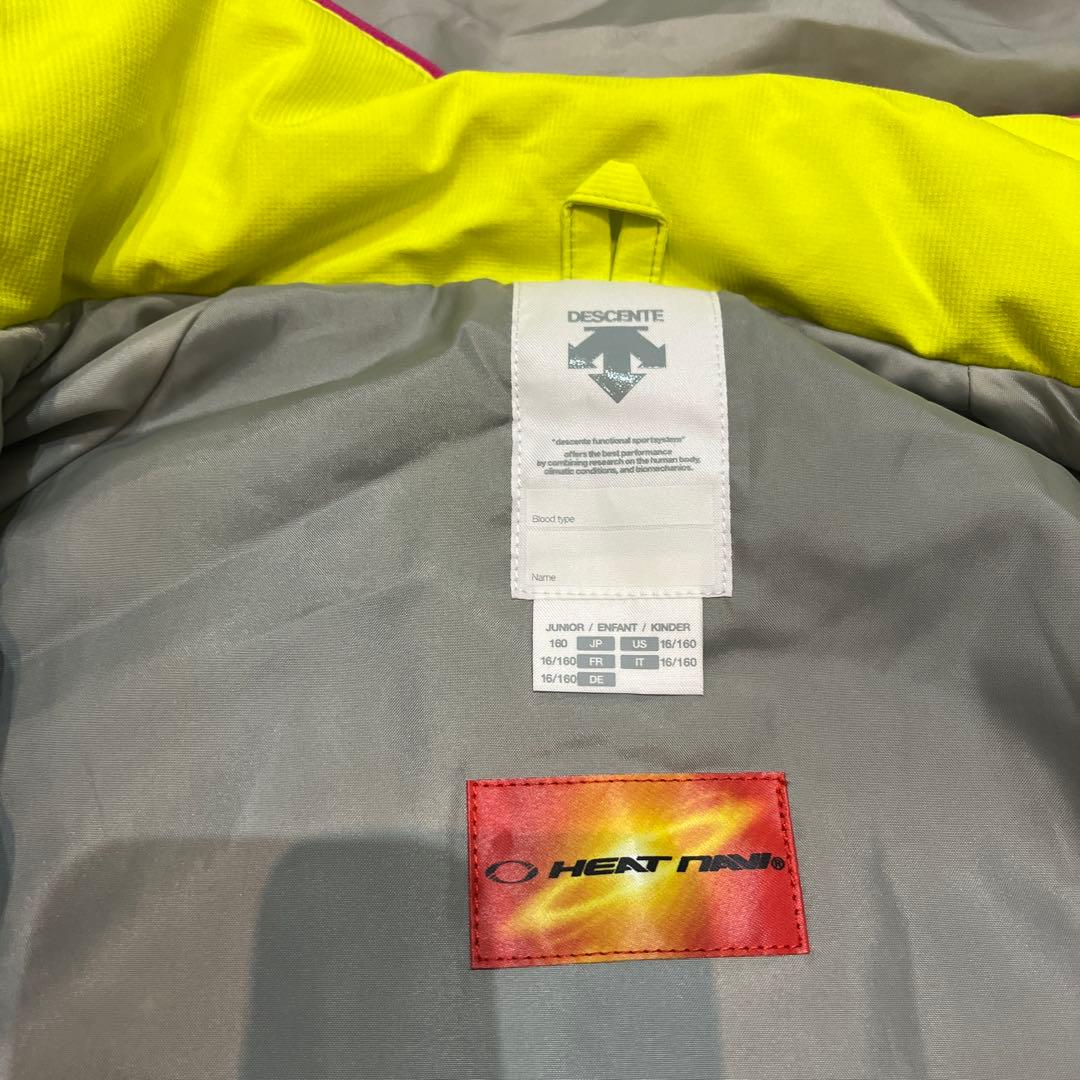 DESCENTE
"descente functional sportsystem"
offers the best performance
by combining research on the human body,
climatic conditions, and biomechanics.
Blood type
Name
JUNIOR / ENFANT / KINDER
160 JP US 16/160
16/160 FR IT 16/160
16/160 DE
HEAT NAVI®